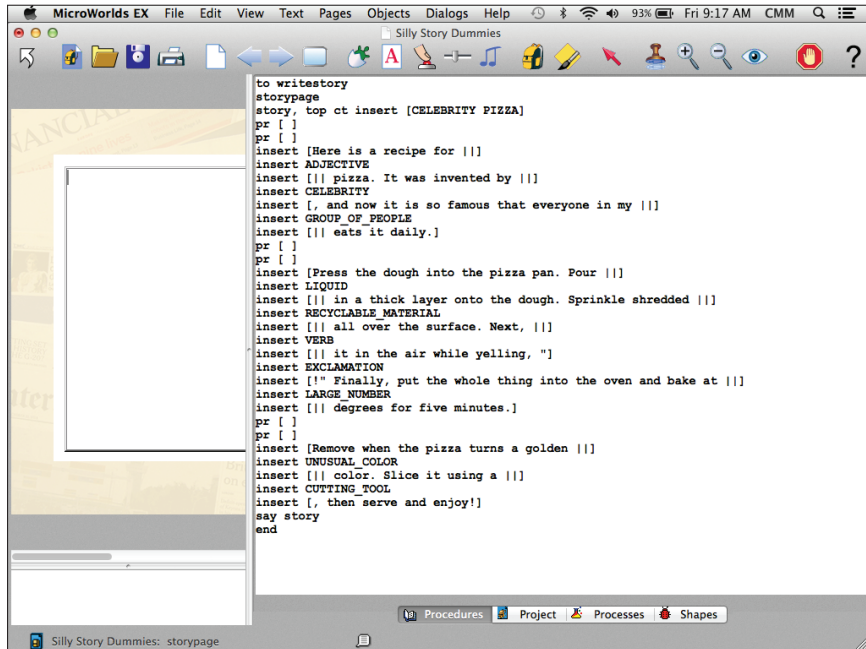 MicroWorlds EX File Edit View Text Pages Objects Dialogs Help 93% Fri 9:17 AM CMM
Silly Story Dummies
A ?
to writestory
storypage
story, top ct insert [CELEBRITY PIZZA]
pr [ ]
pr [ ]
insert [Here is a recipe for ||]
insert ADJECTIVE
insert [|| pizza. It was invented by ||]
insert CELEBRITY
insert [, and now it is so famous that everyone in my ||]
insert GROUP_OF_PEOPLE
insert [|| eats it daily.]
pr [ ]
pr [ ]
insert [Press the dough into the pizza pan. Pour ||]
insert LIQUID
insert [|| in a thick layer onto the dough. Sprinkle shredded ||]
insert RECYCLABLE_MATERIAL
insert [|| all over the surface. Next, ||]
insert VERB
insert [|| it in the air while yelling, "]
insert EXCLAMATION
insert [!" Finally, put the whole thing into the oven and bake at ||]
insert LARGE_NUMBER
insert [|| degrees for five minutes.]
pr [ ]
pr [ ]
insert [Remove when the pizza turns a golden ||]
insert UNUSUAL_COLOR
insert [|| color. Slice it using a ||]
insert CUTTING_TOOL
insert [, then serve and enjoy!]
say story
end
Procedures Project Processes Shapes
Silly Story Dummies: storypage